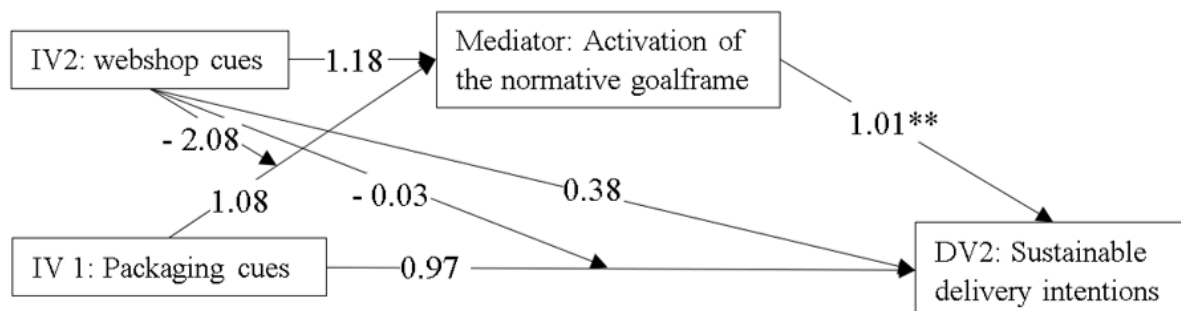 IV2: webshop cues
1.18
Mediator: Activation of
the normative goalframe
1.01**
- 2.08
1.08
- 0.03
0.38
IV 1: Packaging cues
0.97
DV2: Sustainable
delivery intentions